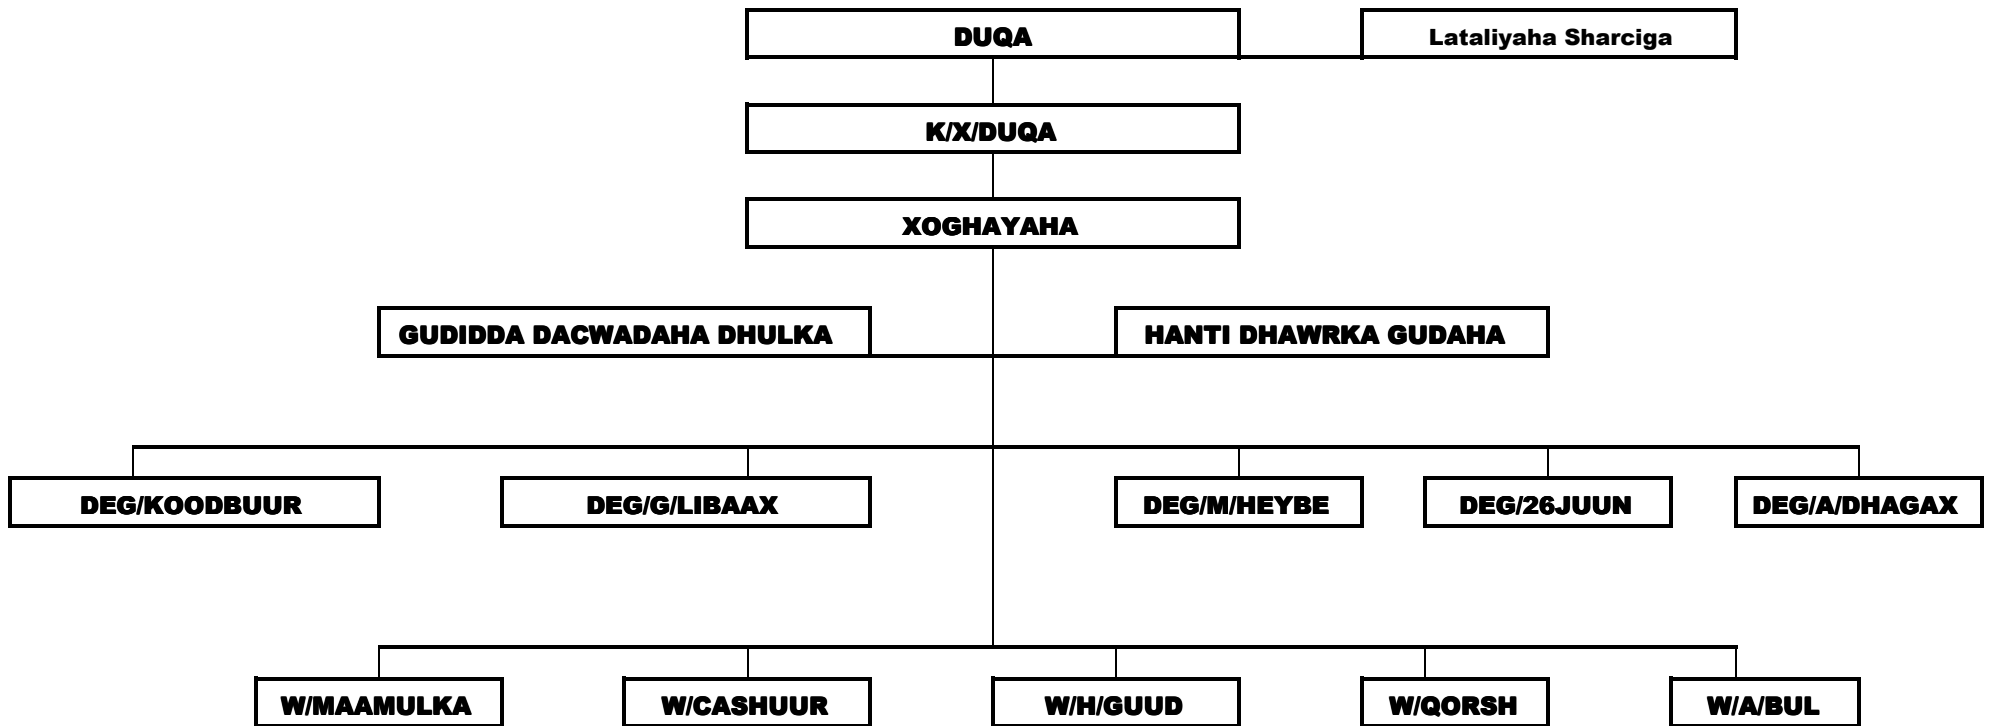 DUQA
Lataliyaha Sharciga
K/X/DUQA
XOGHAYAHA
GUDIDDA DACWADAHA DHULKA
HANTI DHAWRKA GUDAHA
DEG/KOODBUUR
DEG/G/LIBAAX
DEG/M/HEYBE
DEG/26JUUN
DEG/A/DHAGAX
W/MAAMULKA
W/CASHUUR
W/H/GUUD
W/QORSH
W/A/BUL